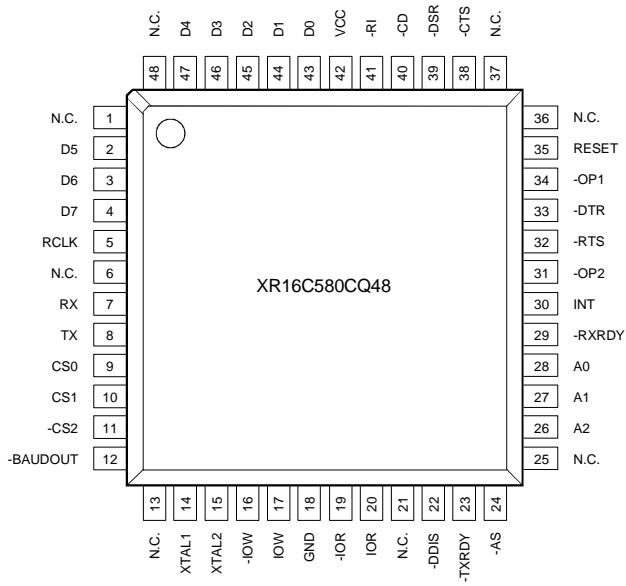 N.C. D4 D3 D2 D1 D0 VCC -RI -CD -DSR -CTS N.C.
48 47 46 45 44 43 42 41 40 39 38 37
N.C. 1 36 N.C.
D5 2 35 RESET
D6 3 34 -OP1
D7 4 33 -DTR
RCLK 5 32 -RTS
N.C. 6 31 -OP2
XR16C580CQ48
RX 7 30 INT
TX 8 29 -RXRDY
CS0 9 28 A0
CS1 10 27 A1
-CS2 11 26 A2
-BAUDOUT 12 25 N.C.
13 14 15 16 17 18 19 20 21 22 23 24
N.C. XTAL1 XTAL2 -IOW IOW GND -IOR IOR N.C. -DDIS -TXRDY -AS